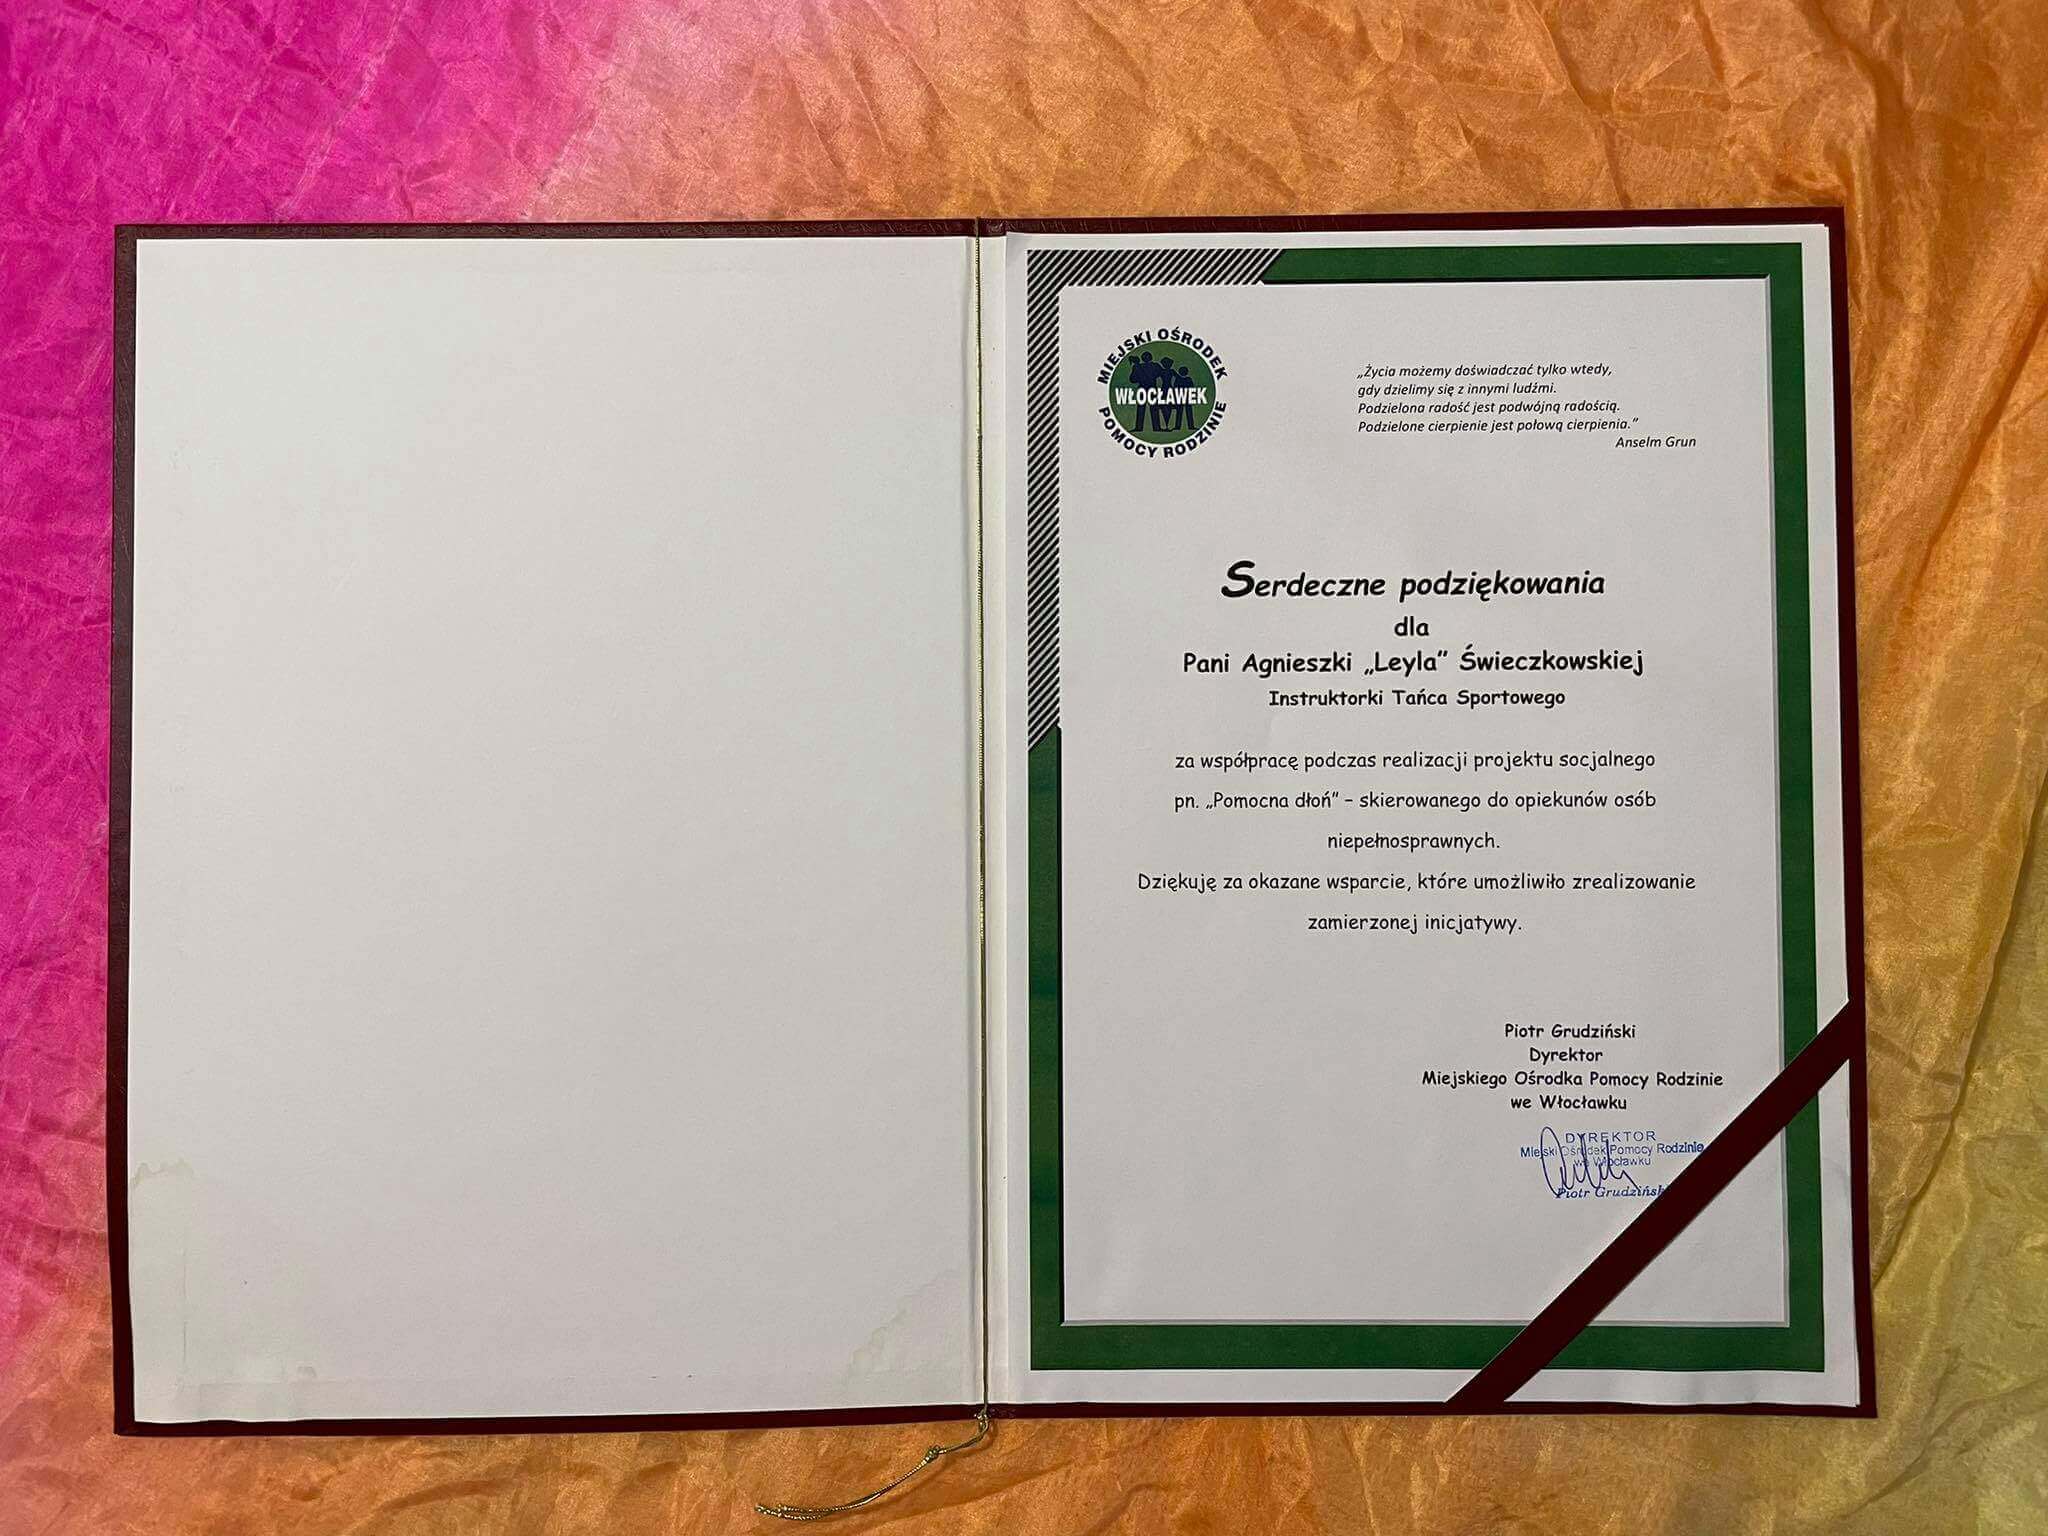 MIEJSKI OŚRODEK
WŁOCŁAWEK
POMOCY RODZINIE
„Życia możemy doświadczać tylko wtedy,
gdy dzielimy się z innymi ludźmi.
Podzielona radość jest podwójną radością.
Podzielone cierpienie jest połową cierpienia.”
Anselm Grun
Serdeczne podziękowania
dla
Pani Agnieszki „Leyla” Świeczkowskiej
Instruktorki Tańca Sportowego
za współpracę podczas realizacji projektu socjalnego
pn. „Pomocna dłoń” – skierowanego do opiekunów osób
niepełnosprawnych.
Dziękuję za okazane wsparcie, które umożliwiło zrealizowanie
zamierzonej inicjatywy.
Piotr Grudziński
Dyrektor
Miejskiego Ośrodka Pomocy Rodzinie
we Włocławku
DYREKTOR
Miejski Ośrodek Pomocy Rodzinie
we Włocławku
Piotr Grudziński